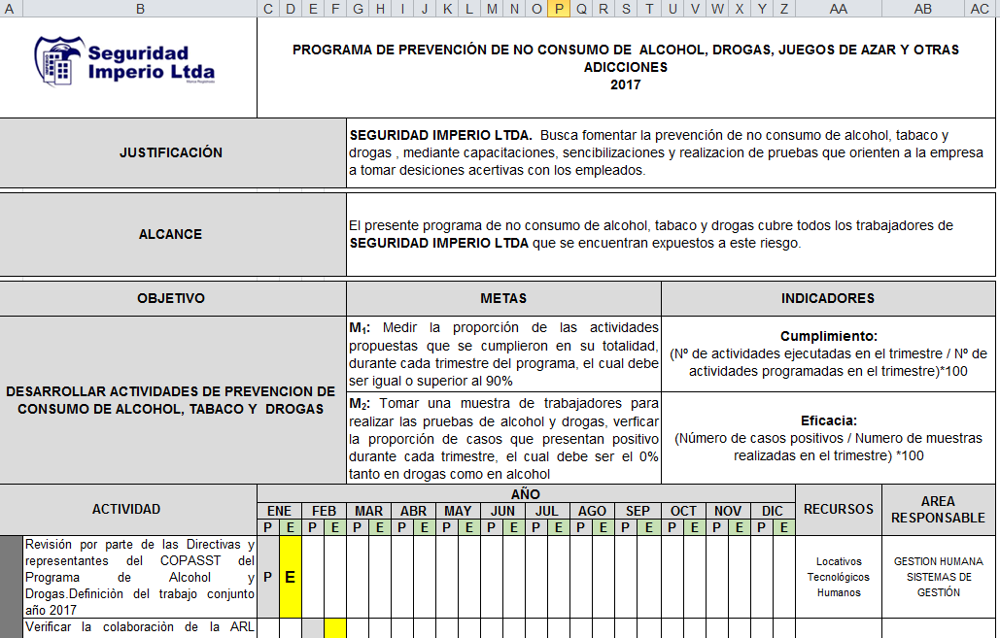 A B C D E F G H I J K L M N O P Q R S T U V W X Y Z AA AB AC
Seguridad
Imperio Ltda
PROGRAMA DE PREVENCIÓN DE NO CONSUMO DE ALCOHOL, DROGAS, JUEGOS DE AZAR Y OTRAS
ADICCIONES
2017
JUSTIFICACIÓN
SEGURIDAD IMPERIO LTDA. Busca fomentar la prevención de no consumo de alcohol, tabaco y
drogas , mediante capacitaciones, sencibilizaciones y realizacion de pruebas que orienten a la empresa
a tomar desiciones acertivas con los empleados.
ALCANCE
El presente programa de no consumo de alcohol, tabaco y drogas cubre todos los trabajadores de
SEGURIDAD IMPERIO LTDA que se encuentran expuestos a este riesgo.
OBJETIVO METAS INDICADORES
DESARROLLAR ACTIVIDADES DE PREVENCION DE
CONSUMO DE ALCOHOL, TABACO Y DROGAS
M1: Medir la proporción de las actividades
propuestas que se cumplieron en su totalidad,
durante cada trimestre del programa, el cual debe
ser igual o superior al 90%
Cumplimiento:
(Nº de actividades ejecutadas en el trimestre / Nº de
actividades programadas en el trimestre)*100
M2: Tomar una muestra de trabajadores para
realizar las pruebas de alcohol y drogas, verficar
la proporción de casos que presentan positivo
durante cada trimestre, el cual debe ser el 0%
tanto en drogas como en alcohol
Eficacia:
(Número de casos positivos / Numero de muestras
realizadas en el trimestre) *100
ACTIVIDAD
AÑO
ENE FEB MAR ABR MAY JUN JUL AGO SEP OCT NOV DIC
P E P E P E P E P E P E P E P E P E P E P E P E
RECURSOS
AREA
RESPONSABLE
Revisión por parte de las Directivas y
representantes del COPASST del
Programa de Alcohol y
Drogas.Definiciòn del trabajo conjunto
año 2017
P E
Locativos
Tecnológicos
Humanos
GESTION HUMANA
SISTEMAS DE
GESTIÓN
Verificar la colaboraciòn de la ARL